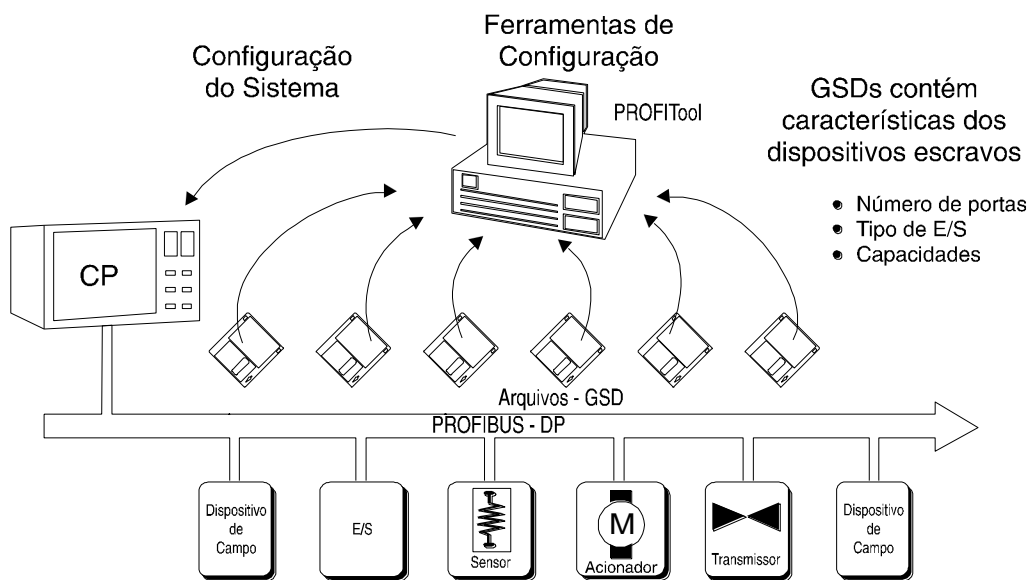 Ferramentas de
Configuração
Configuração
do Sistema
PROFITool
GSDs contém
características dos
dispositivos escravos
Número de portas
Tipo de E/S
Capacidades
CP
Arquivos - GSD
PROFIBUS - DP
Dispositivo
de
Campo
E/S
Sensor
M
Acionador
Transmissor
Dispositivo
de
Campo